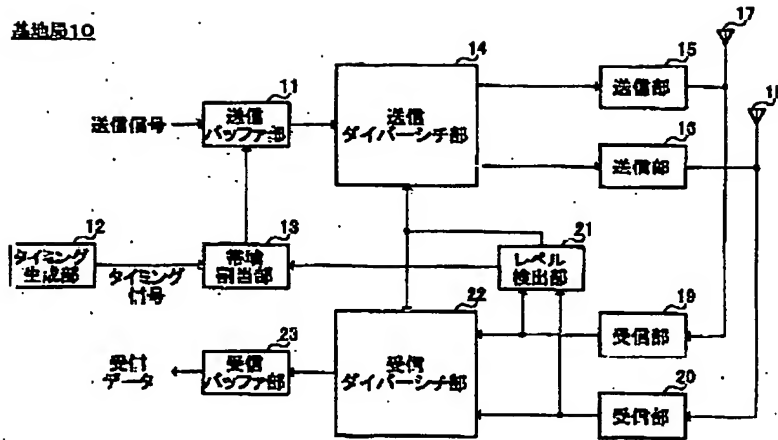 基地局10
17
14
15
11
送信部
18
送信信号
送信
バッファ部
送信
ダイバーシチ部
16
送信部
12
13
21
タイミング
生成部
タイミング
信号
帯域
割当部
レベル
検出部
22
19
受信部
23
受信
データ
受信
バッファ部
受信
ダイバーシチ部
20
受信部